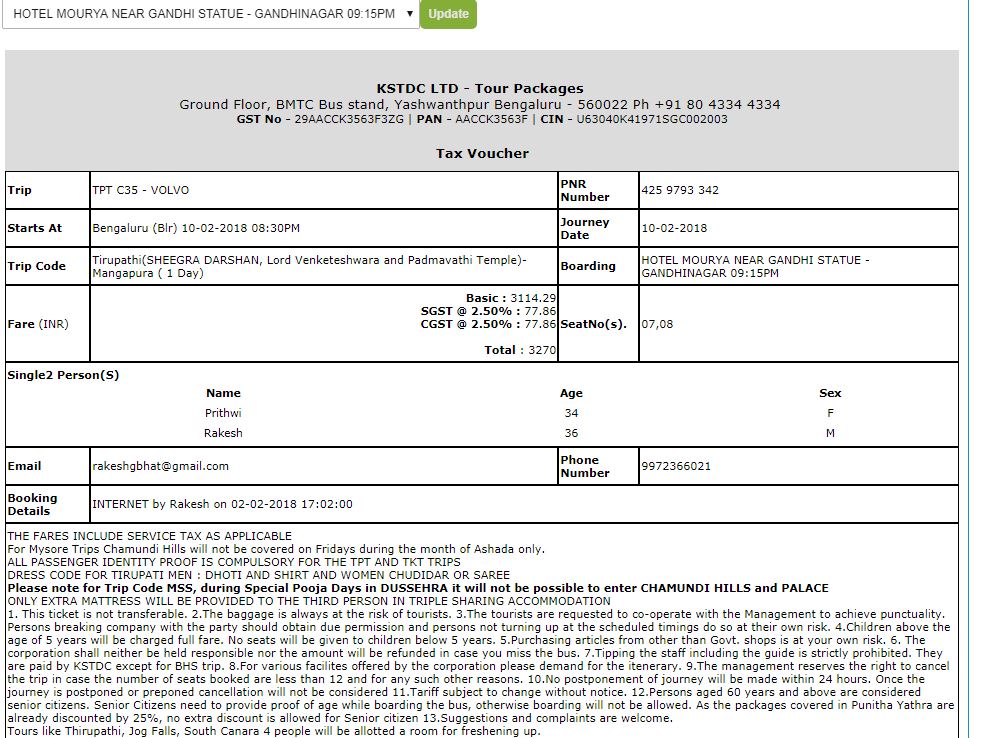 HOTEL MOURYA NEAR GANDHI STATUE - GANDHINAGAR 09:15PM
Update
KSTDC LTD - Tour Packages
Ground Floor, BMTC Bus stand, Yashwanthpur Bengaluru - 560022 Ph +91 80 4334 4334
GST No - 29AACCK3563F3ZG | PAN - AACCK3563F | CIN - U63040K41971SGC002003
Tax Voucher
Trip TPT C35 - VOLVO PNR Number 425 9793 342
Starts At Bengaluru (Blr) 10-02-2018 08:30PM Journey Date 10-02-2018
Trip Code Tirupathi(SHEEGRA DARSHAN, Lord Venketeshwara and Padmavathi Temple)-
Mangapura ( 1 Day) Boarding HOTEL MOURYA NEAR GANDHI STATUE -
GANDHINAGAR 09:15PM
Fare (INR) Basic : 3114.29
SGST @ 2.50% : 77.86
CGST @ 2.50% : 77.86 SeatNo(s). 07,08
Total : 3270
Single2 Person(S)
Name Age Sex
Prithwi 34 F
Rakesh 36 M
Email rakeshgbhat@gmail.com Phone Number 9972366021
Booking Details INTERNET by Rakesh on 02-02-2018 17:02:00
THE FARES INCLUDE SERVICE TAX AS APPLICABLE
For Mysore Trips Chamundi Hills will not be covered on Fridays during the month of Ashada only.
ALL PASSENGER IDENTITY PROOF IS COMPULSORY FOR THE TPT AND TKT TRIPS
DRESS CODE FOR TIRUPATI MEN : DHOTI AND SHIRT AND WOMEN CHUDIDAR OR SAREE
Please note for Trip Code MSS, during Special Pooja Days in DUSSEHRA it will not be possible to enter CHAMUNDI HILLS and PALACE
ONLY EXTRA MATTRESS WILL BE PROVIDED TO THE THIRD PERSON IN TRIPLE SHARING ACCOMMODATION
1. This ticket is not transferable. 2.The baggage is always at the risk of tourists. 3.The tourists are requested to co-operate with the Management to achieve punctuality.
Persons breaking company with the party should obtain due permission and persons not turning up at the scheduled timings do so at their own risk. 4.Children above the
age of 5 years will be charged full fare. No seats will be given to children below 5 years. 5.Purchasing articles from other than Govt. shops is at your own risk. 6. The
corporation shall neither be held responsible nor the amount will be refunded in case you miss the bus. 7.Tipping the staff including the guide is strictly prohibited. They
are paid by KSTDC except for BHS trip. 8.For various facilites offered by the corporation please demand for the itenerary. 9.The management reserves the right to cancel
the trip in case the number of seats booked are less than 12 and for any such other reasons. 10.No postponement of journey will be made within 24 hours. Once the
journey is postponed or preponed cancellation will not be considered 11.Tariff subject to change without notice. 12.Persons aged 60 years and above are considered
senior citizens. Senior Citizens need to provide proof of age while boarding the bus, otherwise boarding will not be allowed. As the packages covered in Punitha Yathra are
already discounted by 25%, no extra discount is allowed for Senior citizen 13.Suggestions and complaints are welcome.
Tours like Thirupathi, Jog Falls, South Canara 4 people will be allotted a room for freshening up.